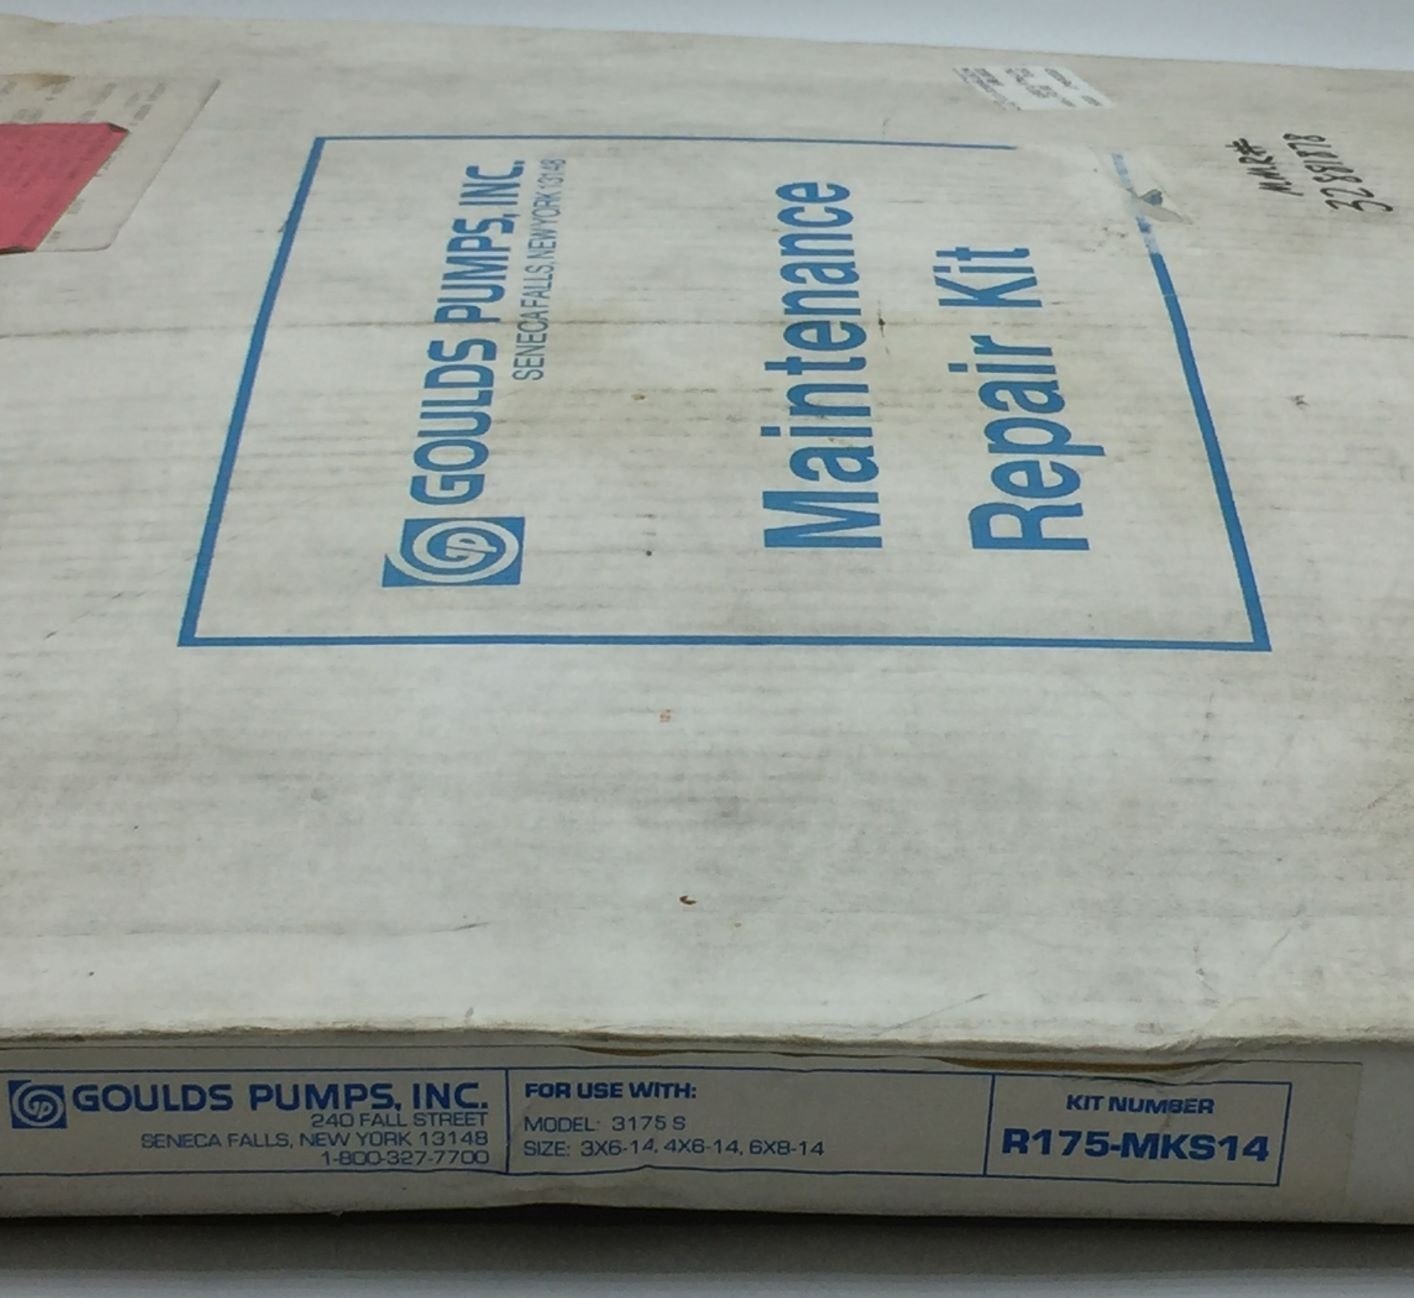 GOULDS PUMPS, INC.
SENECA FALLS, NEW YORK 13148
Maintenance
Repair Kit
GOULDS PUMPS, INC.
240 FALL STREET
SENECA FALLS, NEW YORK 13148
1-800-327-7700
FOR USE WITH:
MODEL: 3175 S
SIZE: 3X6-14, 4X6-14, 6X8-14
KIT NUMBER
R175-MKS14